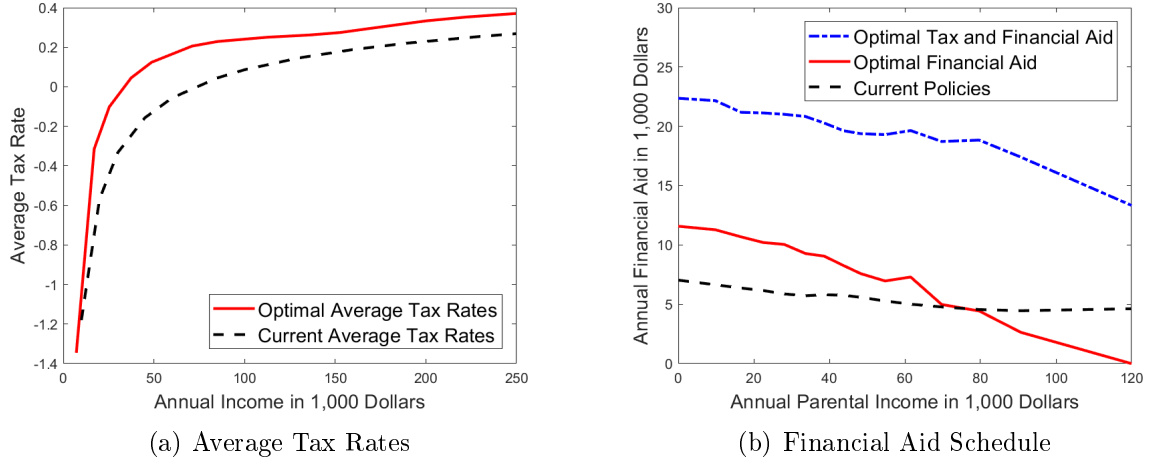 0.4
0.2
0
-0.2
-0.4
-0.6
-0.8
-1
-1.2
-1.4
Average Tax Rate
Optimal Average Tax Rates
Current Average Tax Rates
0 50 100 150 200 250
Annual Income in 1,000 Dollars
(a) Average Tax Rates
30
25
20
15
10
5
0
Annual Financial Aid in 1,000 Dollars
Optimal Tax and Financial Aid
Optimal Financial Aid
Current Policies
0 20 40 60 80 100 120
Annual Parental Income in 1,000 Dollars
(b) Financial Aid Schedule